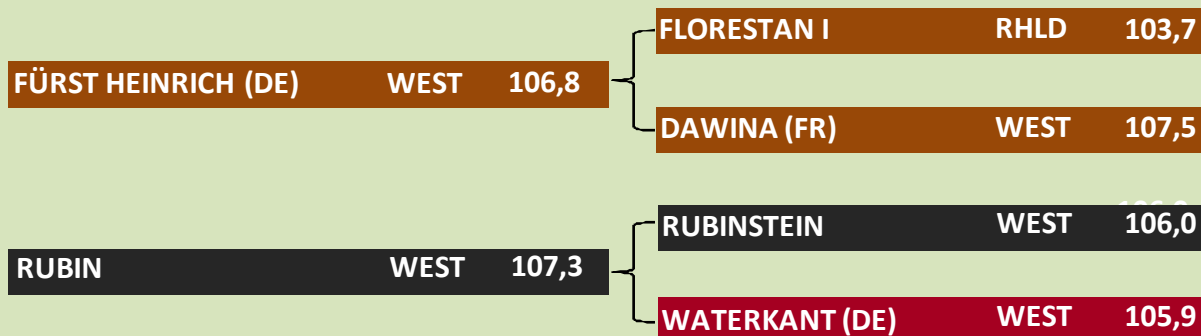 FLORESTAN I RHLD 103,7
FÜRST HEINRICH (DE) WEST 106,8
DAWINA (FR) WEST 107,5
RUBINSTEIN WEST 106,0
RUBIN WEST 107,3
WATERKANT (DE) WEST 105,9